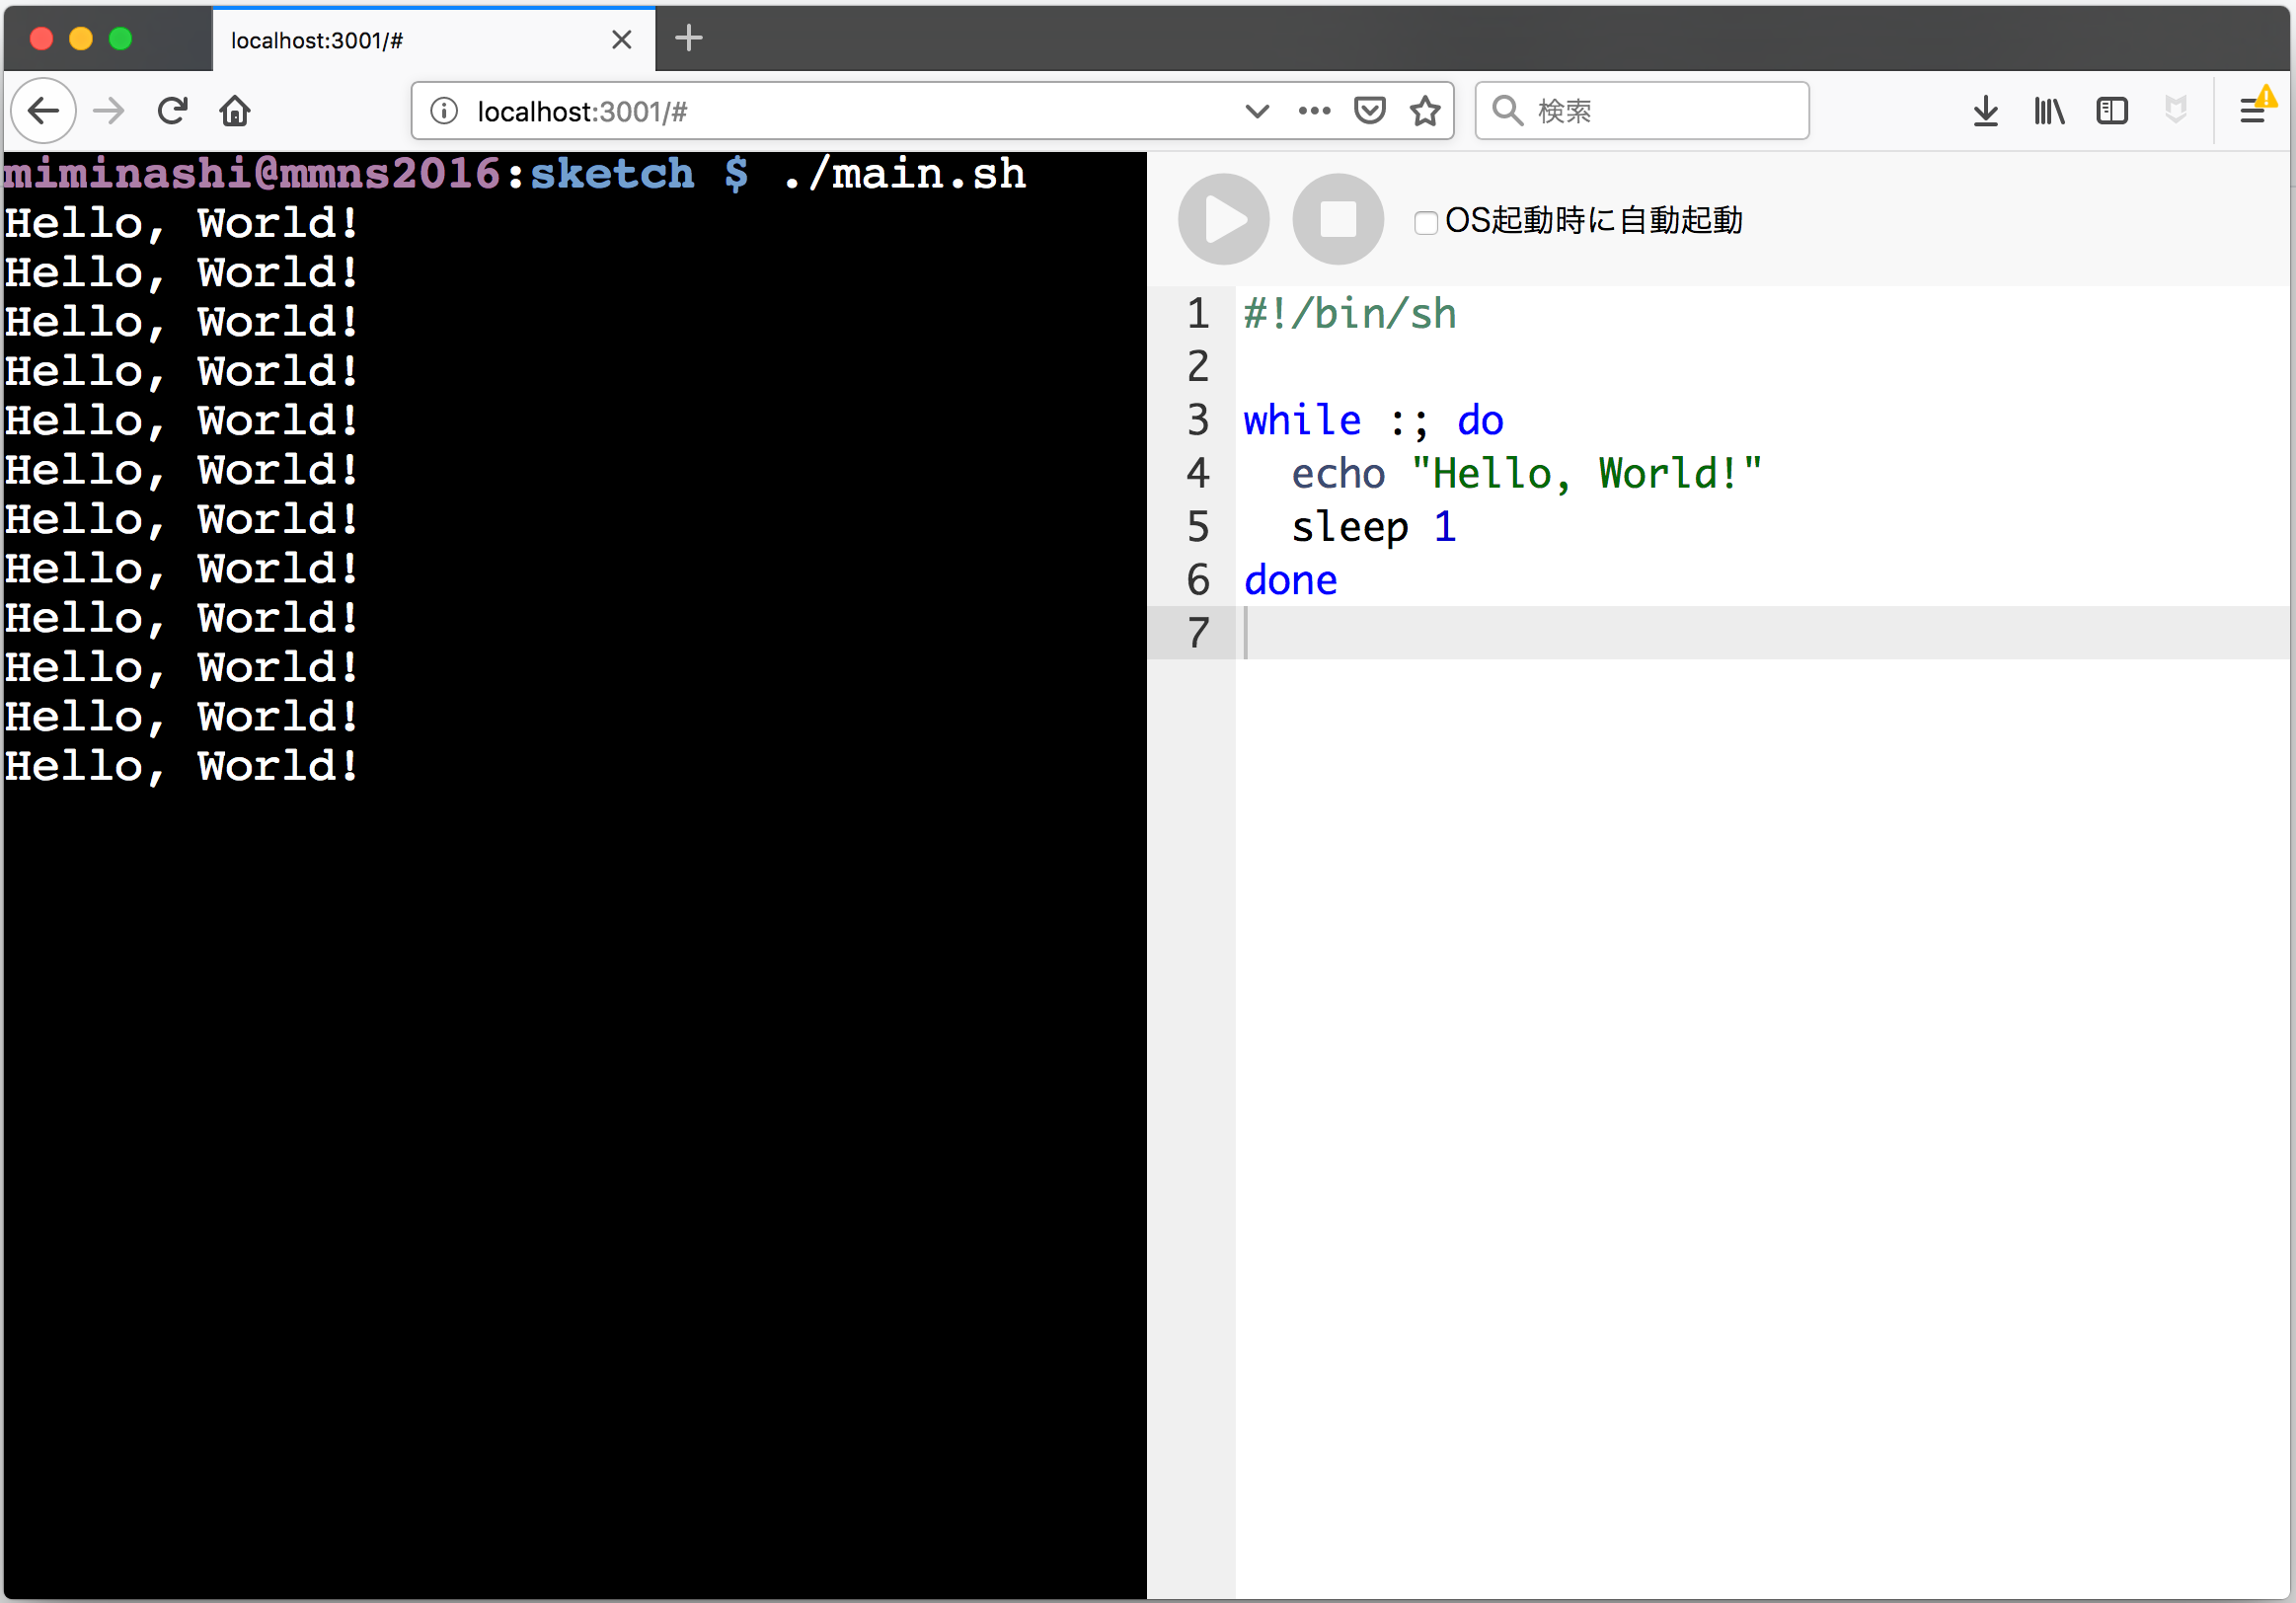 localhost:3001/#
localhost:3001/#
検索
miminashi@mmns2016:sketch $ ./main.sh
Hello, World!
Hello, World!
Hello, World!
Hello, World!
Hello, World!
Hello, World!
Hello, World!
Hello, World!
Hello, World!
Hello, World!
Hello, World!
Hello, World!
OS起動時に自動起動
1 #!/bin/sh
2
3 while :; do
4   echo "Hello, World!"
5   sleep 1
6 done
7